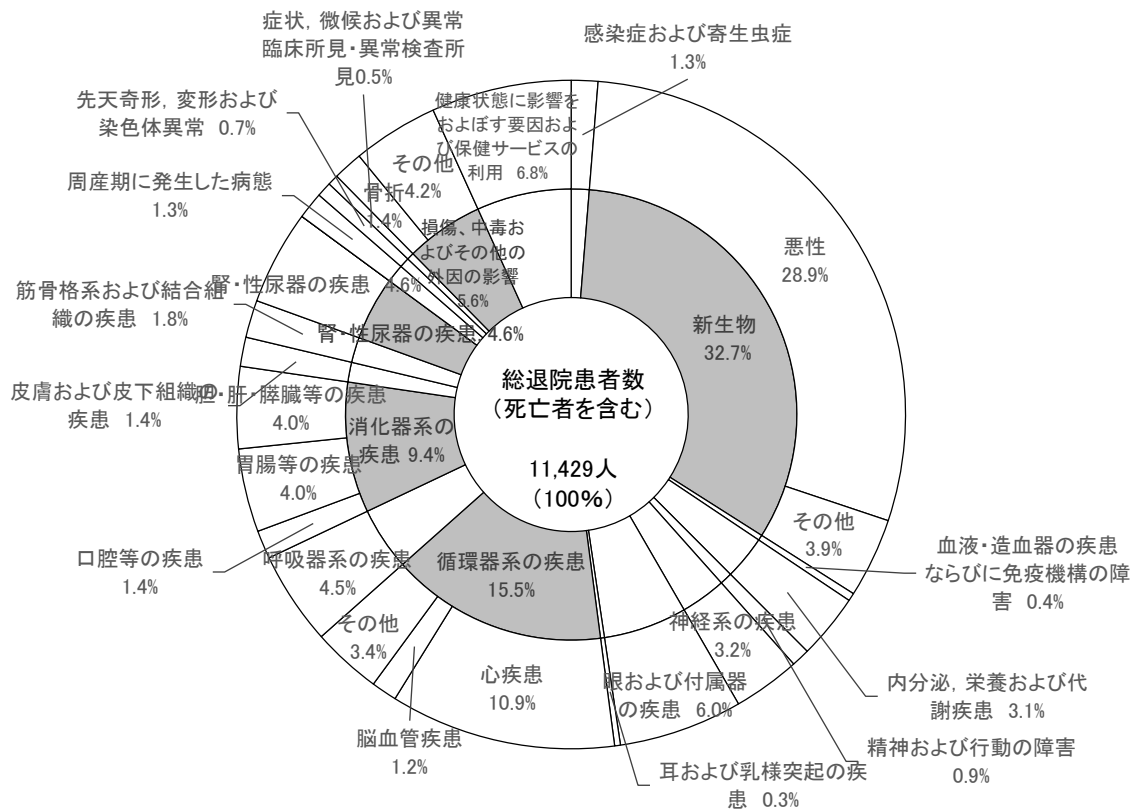 症状，微候および異常
臨床所見・異常検査所
見0.5%
感染症および寄生虫症
1.3%
先天奇形，変形および
染色体異常 0.7%
健康状態に影響を
およぼす要因およ
び保健サービスの
利用 6.8%
その他
4.2%
骨折
1.4%
周産期に発生した病態
1.3%
損傷、中毒お
よびその他の
外因の影響
5.6%
悪性
28.9%
腎・性尿器の疾患 4.6%
筋骨格系および結合組
織の疾患 1.8%
腎・性尿器の疾患 4.6%
新生物
32.7%
総退院患者数
（死亡者を含む）
11,429人
（100％）
皮膚および皮下組織の
疾患 1.4%
胆・肝・膵臓等の疾患
4.0%
消化器系の
疾患 9.4%
胃腸等の疾患
4.0%
その他
3.9%
口腔等の疾患
1.4%
呼吸器系の疾患
4.5%
循環器系の疾患
15.5%
血液・造血器の疾患
ならびに免疫機構の障
害 0.4%
その他
3.4%
神経系の疾患
3.2%
心疾患
10.9%
眼および付属器
の疾患 6.0%
内分泌，栄養および代
謝疾患 3.1%
脳血管疾患
1.2%
精神および行動の障害
0.9%
耳および乳様突起の疾
患 0.3%